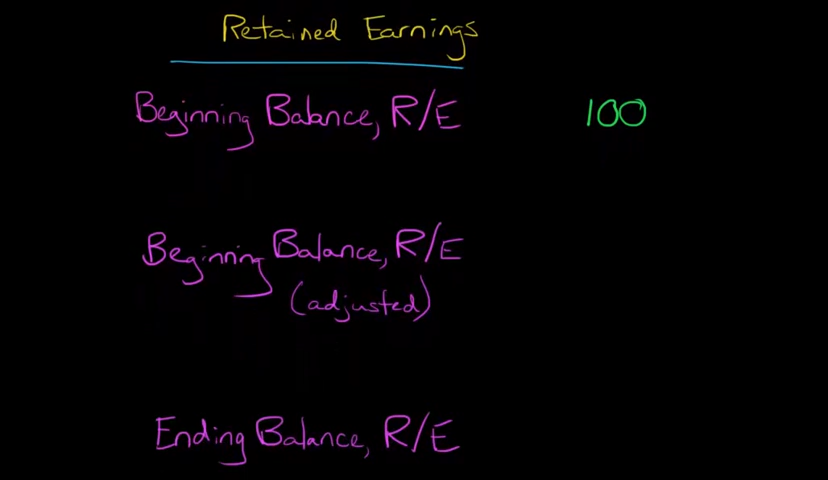 Retained Earnings
Beginning Balance, R/E 100
Beginning Balance, R/E
(adjusted)
Ending Balance, R/E